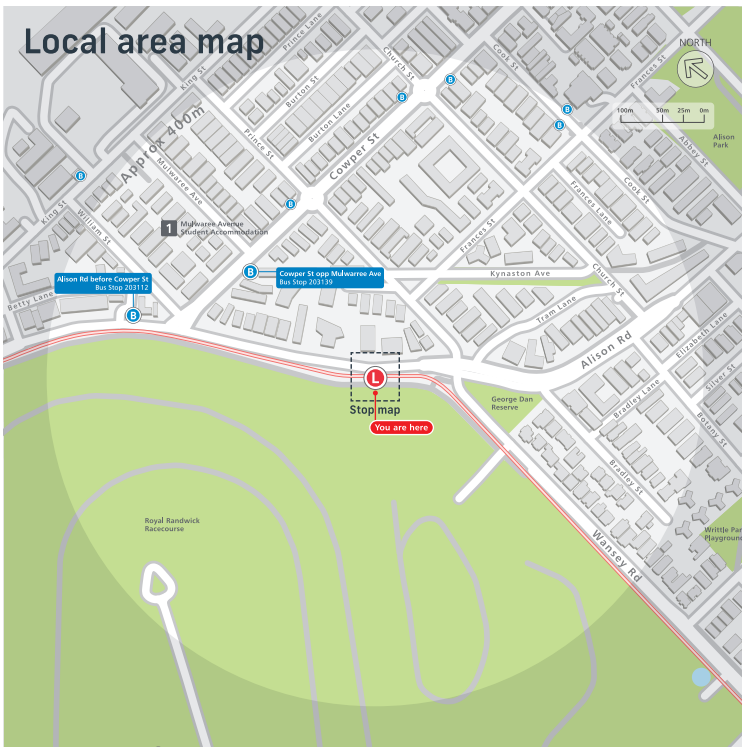 Local area map
NORTH
100m 50m 25m 0m
Prince Lane
Church St
Cook St
Frances St
King St
Burton St
Burton Lane
Prince St
Cowper St
Approx 400m
Mulwaree Ave
Alison
Park
Abbey St
Cook St
Frances Lane
B
B
B
B
B
B
King St
William St
1
Mulwaree Avenue
Student Accommodation
Frances St
Alison Rd before Cowper St
Bus Stop 203112
B
B
Cowper St opp Mulwarree Ave
Bus Stop 203139
Kynaston Ave
Church St
Betty Lane
Tram Lane
Alison Rd
Elizabeth Lane
Silver St
L
Stop map
You are here
George Dan
Reserve
Bradley Lane
Botany St
Bradley St
Royal Randwick
Racecourse
Wansey Rd
Writtle Par
Playground